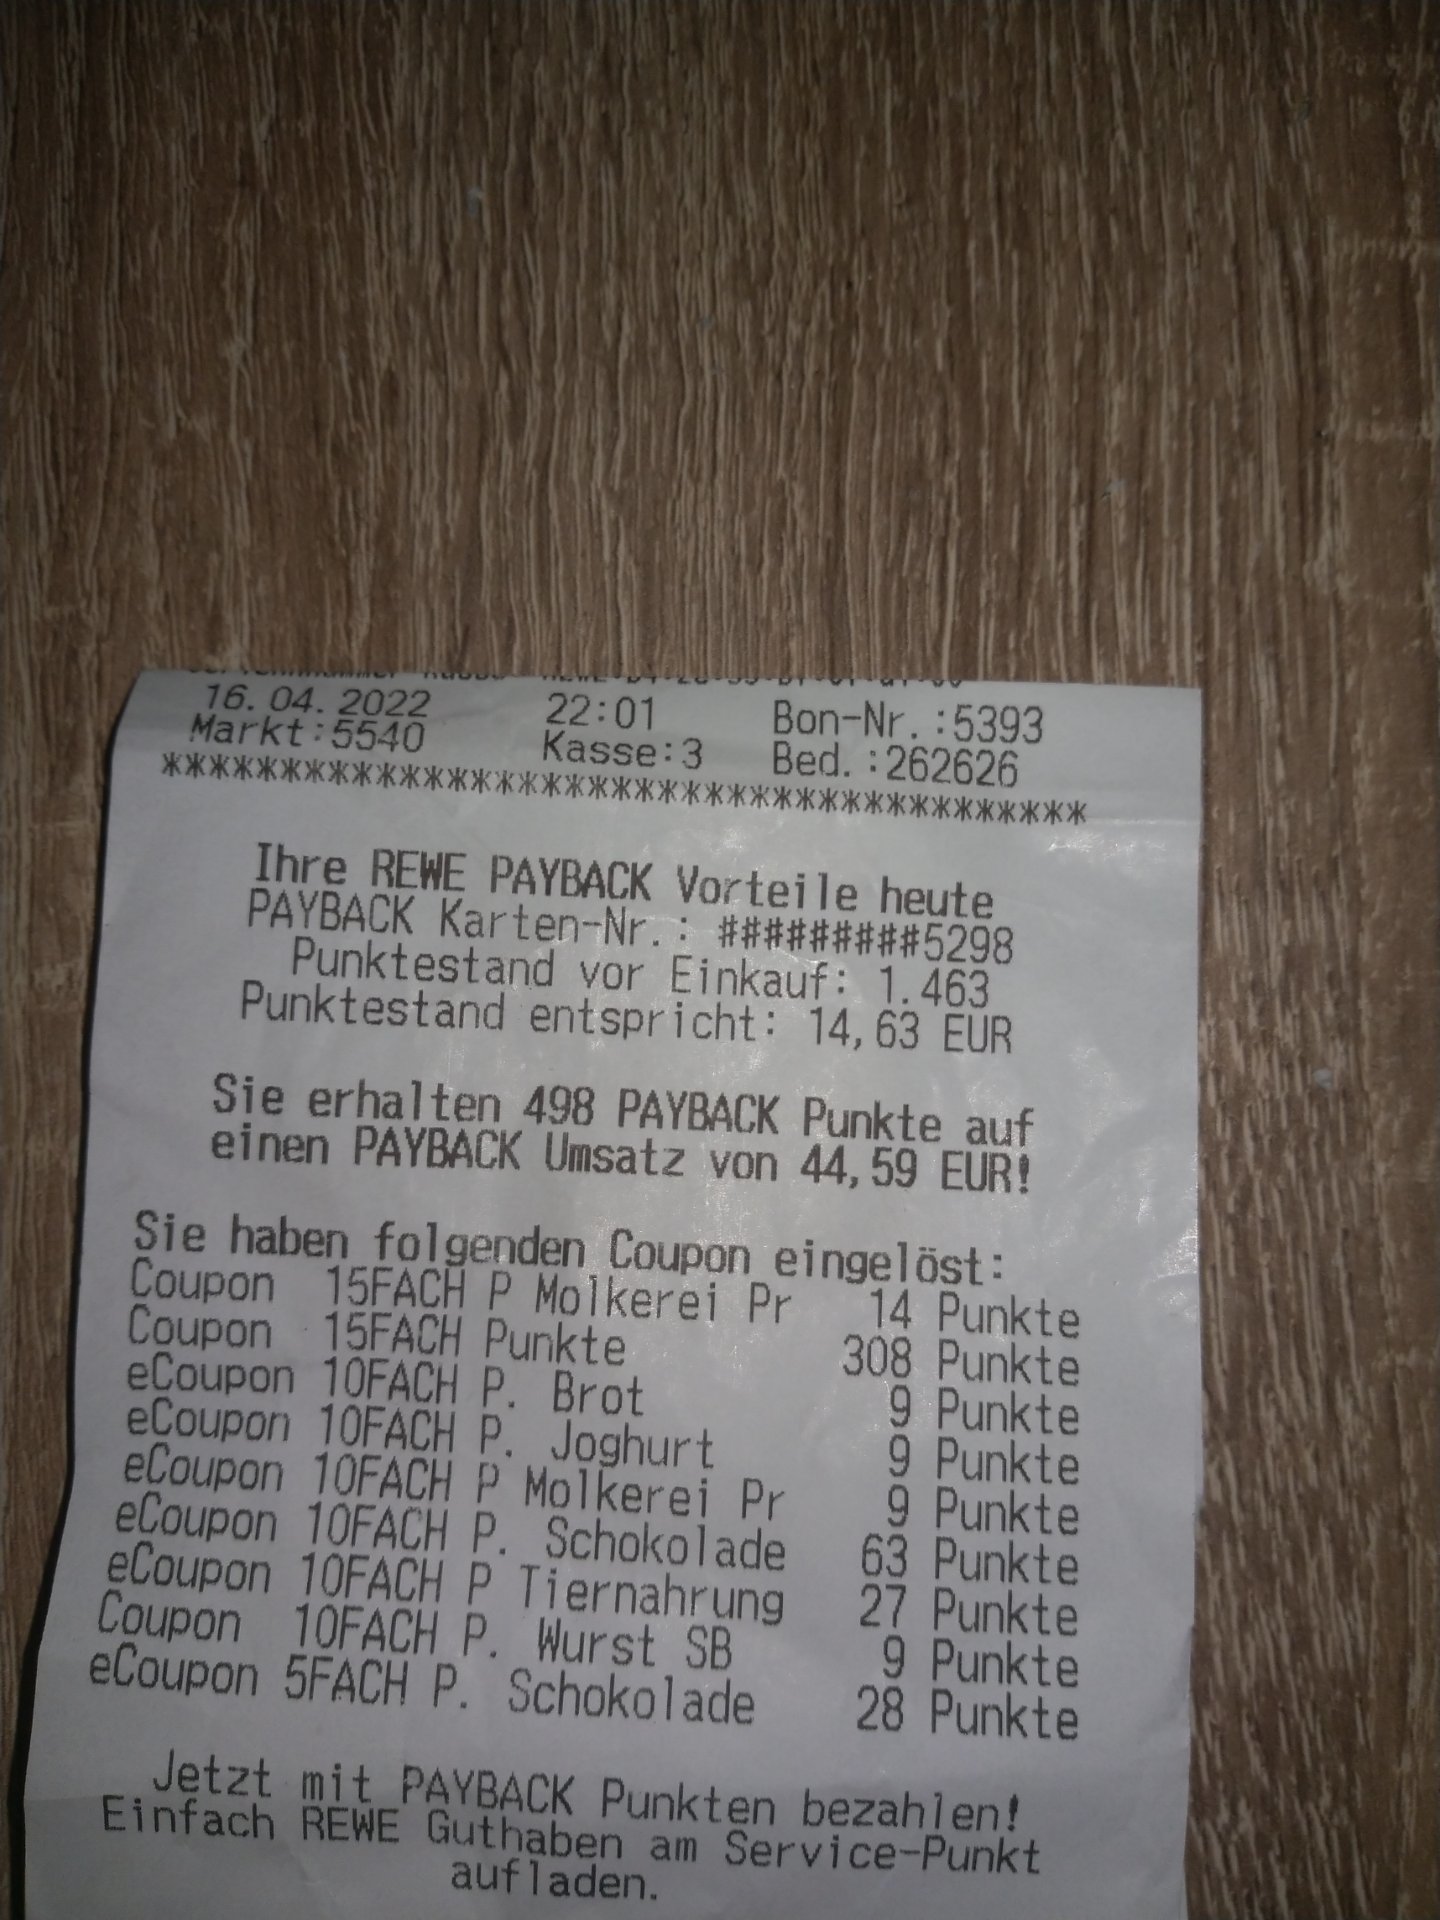 16.04.2022 22:01 Bon-Nr.:5393
Markt:5540 Kasse:3 Bed.:262626
***************************************
Ihre REWE PAYBACK Vorteile heute
PAYBACK Karten-Nr.: #########5298
Punktestand vor Einkauf: 1.463
Punktestand entspricht: 14,63 EUR
Sie erhalten 498 PAYBACK Punkte auf
einen PAYBACK Umsatz von 44,59 EUR!
Sie haben folgenden Coupon eingelöst:
Coupon 15FACH P Molkerei Pr 14 Punkte
Coupon 15FACH Punkte 308 Punkte
eCoupon 10FACH P. Brot 9 Punkte
eCoupon 10FACH P. Joghurt 9 Punkte
eCoupon 10FACH P Molkerei Pr 9 Punkte
eCoupon 10FACH P. Schokolade 63 Punkte
eCoupon 10FACH P Tiernahrung 27 Punkte
Coupon 10FACH P. Wurst SB 9 Punkte
eCoupon 5FACH P. Schokolade 28 Punkte
Jetzt mit PAYBACK Punkten bezahlen!
Einfach REWE Guthaben am Service-Punkt
aufladen.